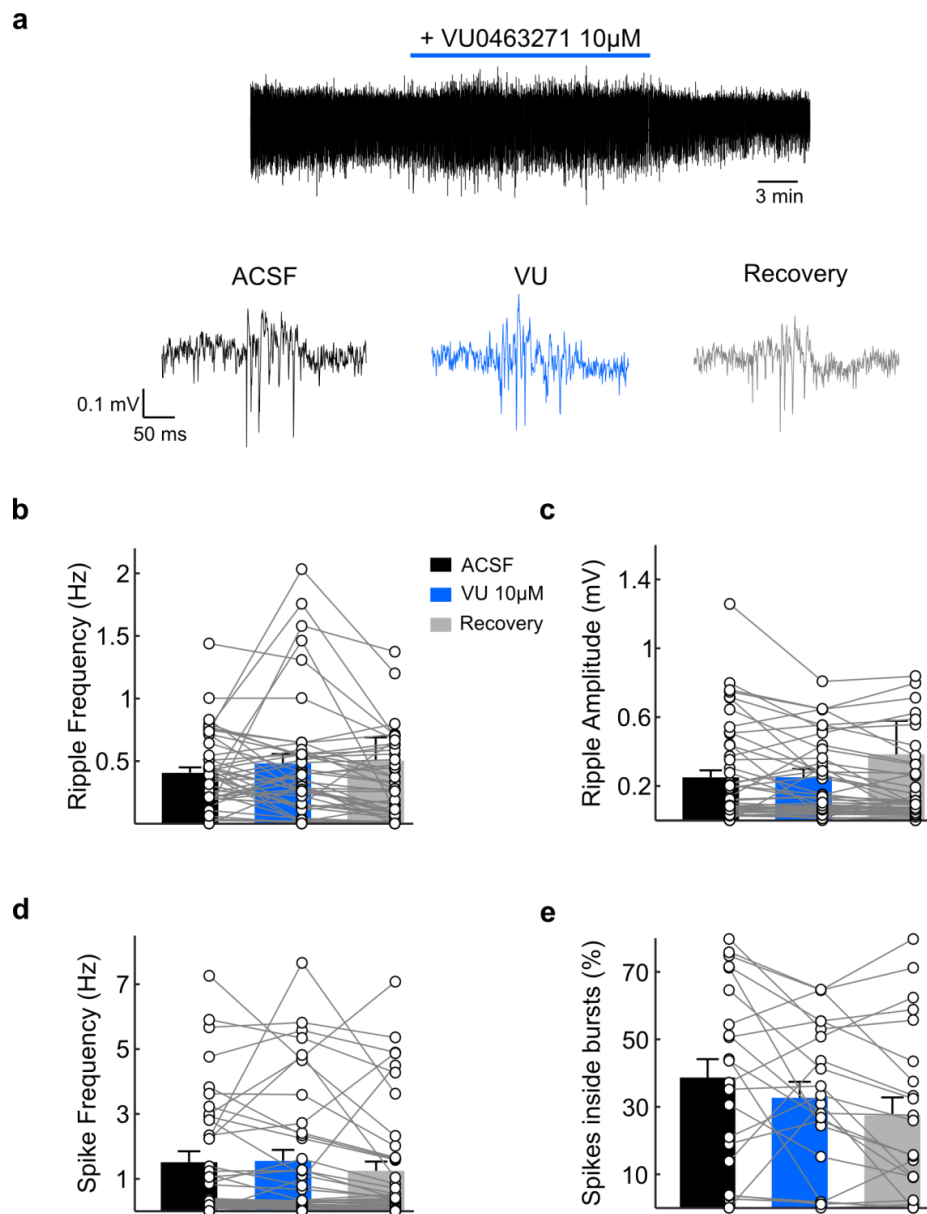 a
+ VU0463271 10µM
3 min
ACSF
VU
Recovery
0.1 mV
50 ms
b
Ripple Frequency (Hz)
2
1.5
1
0.5
ACSF
VU 10µM
Recovery
c
Ripple Amplitude (mV)
1.4
1
0.6
0.2
d
Spike Frequency (Hz)
7
5
3
1
e
Spikes inside bursts (%)
70
50
30
10